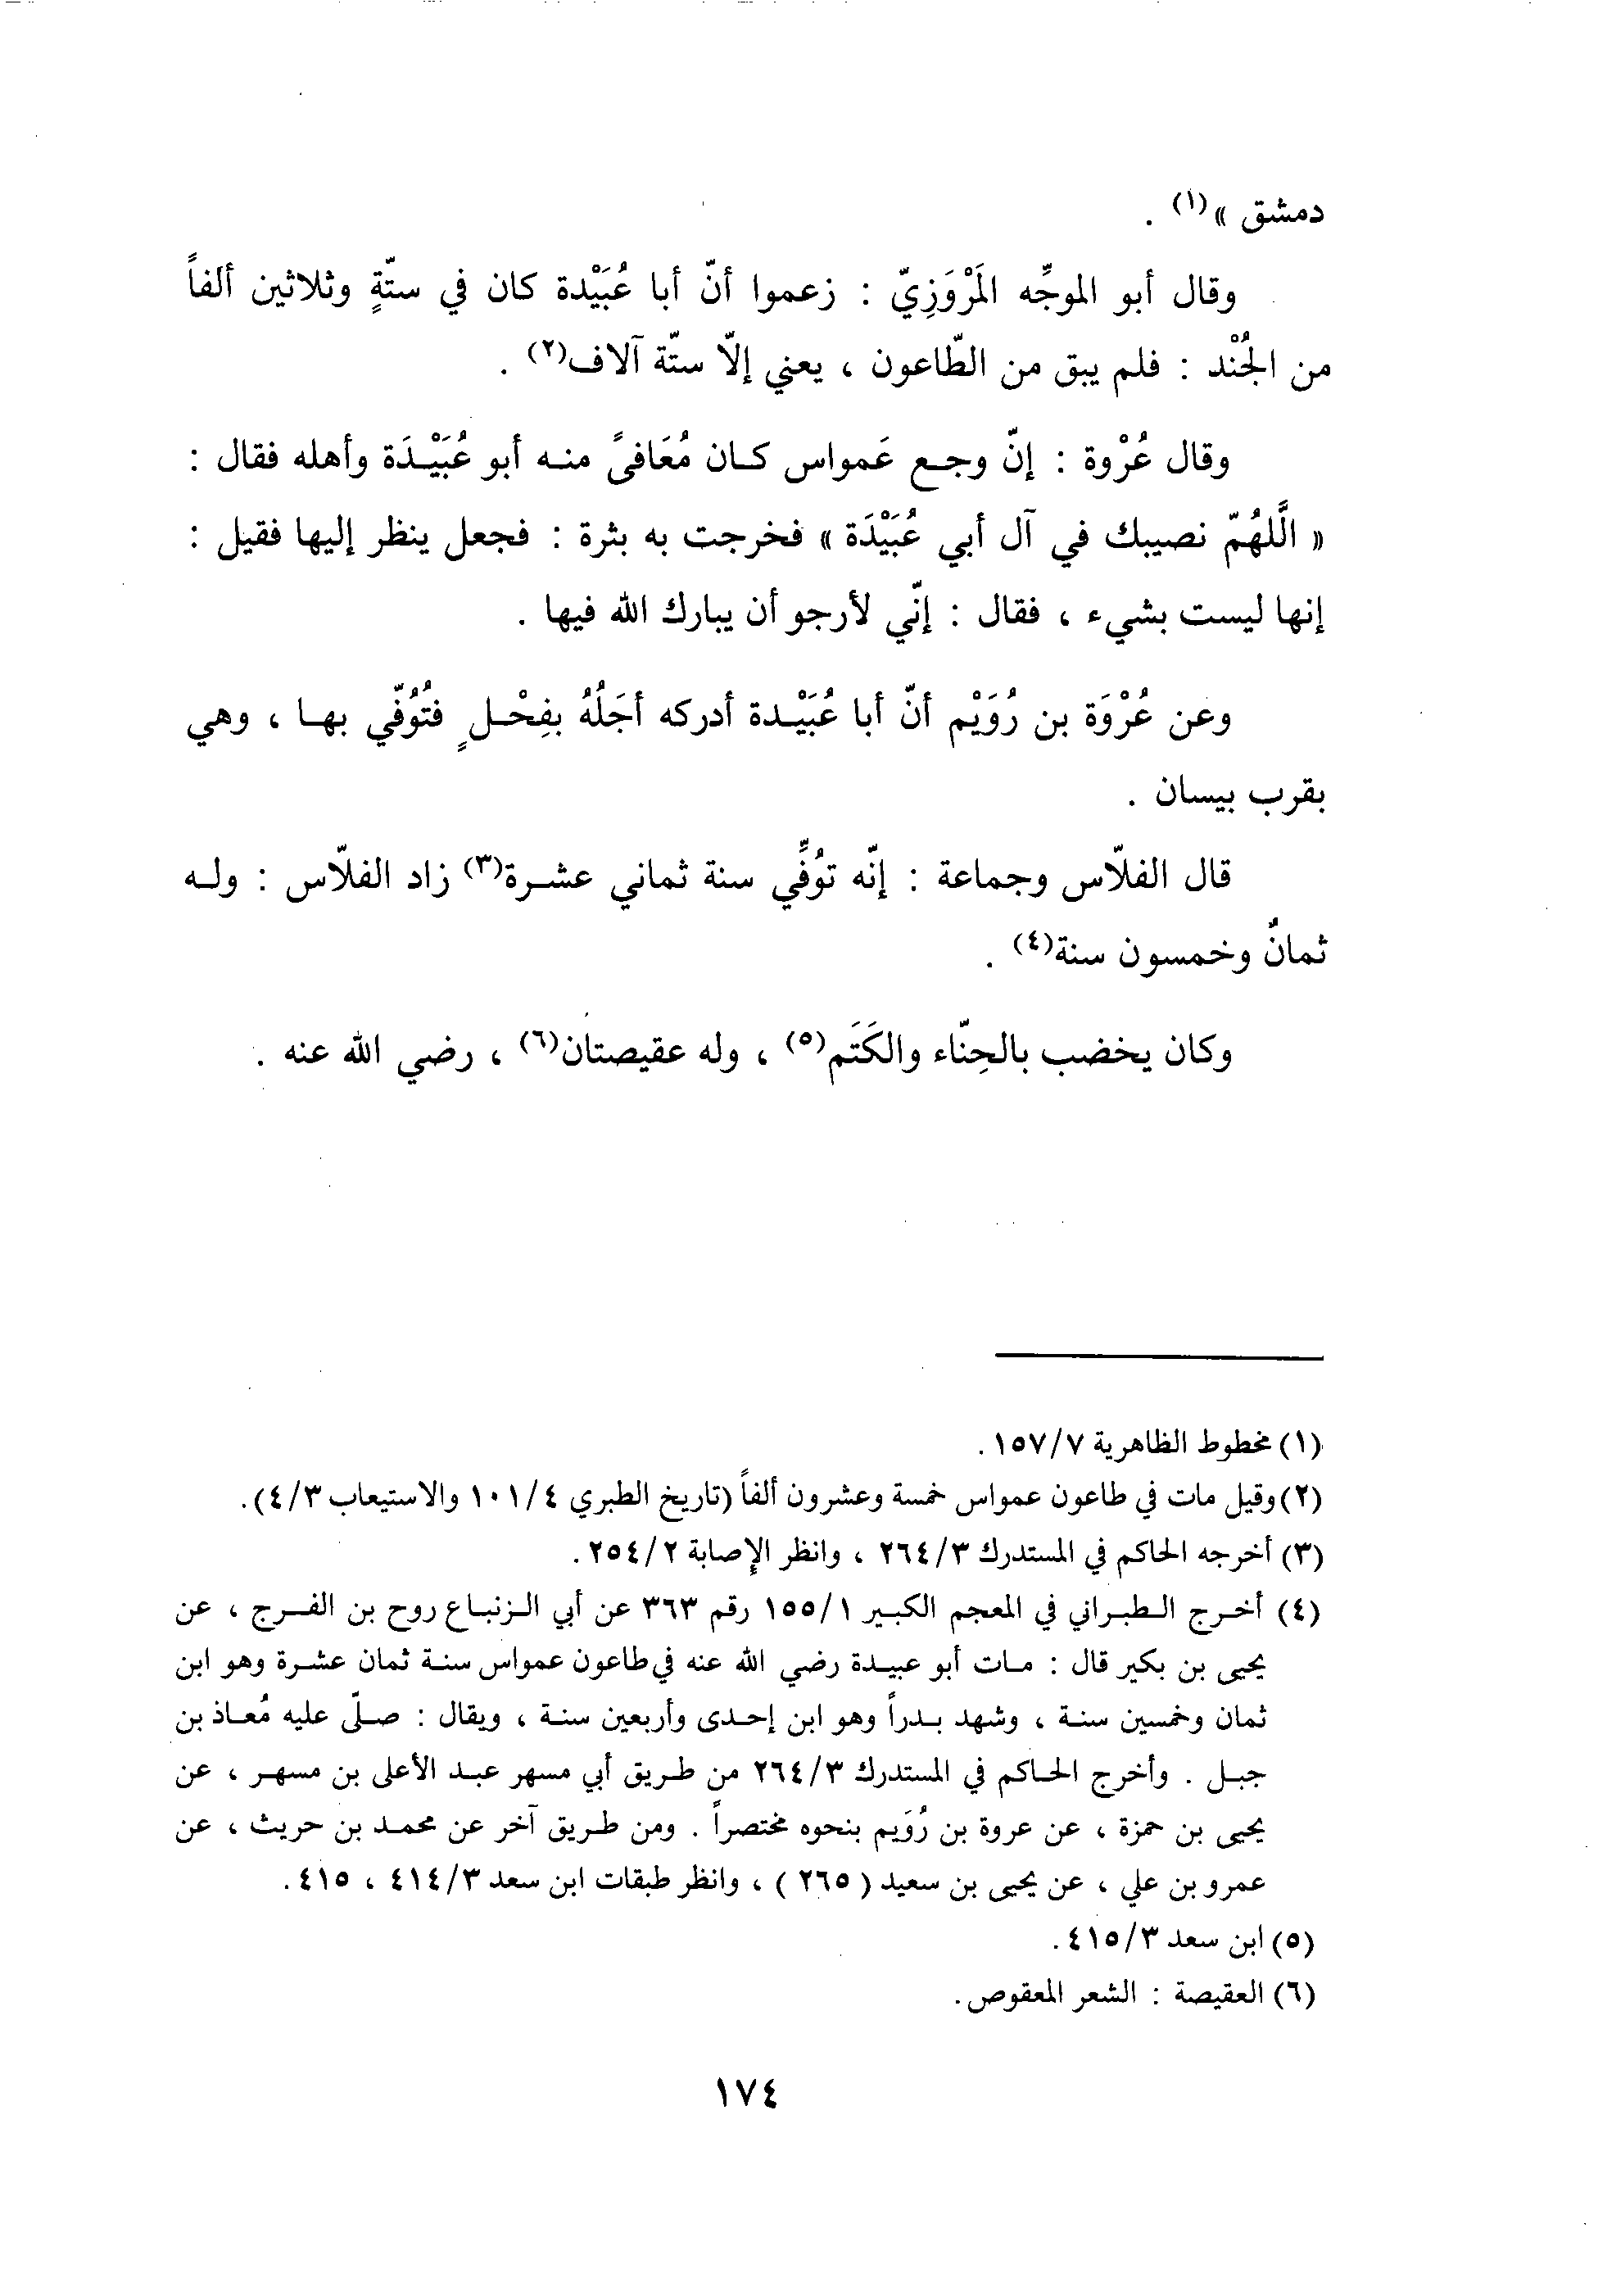 دمشق »(١) .
وقال أبو الموجِّه المَرْوَزِيّ : زعموا أنّ أبا عُبَيْدة كان في ستّةٍ وثلاثين ألفاً
من الجُنْد : فلم يبق من الطّاعون ، يعني إلّا ستّة آلاف(٢) .
وقال عُرْوة : إنّ وجع عَمواس كان مُعَافىً منه أبو عُبَيْدَة وأهله فقال :
« اللَّهُمّ نصيبك في آل أبي عُبَيْدَة » فخرجت به بثرة : فجعل ينظر إليها فقيل :
إنها ليست بشيء ، فقال : إنّي لأرجو أن يبارك الله فيها .
وعن عُرْوَة بن رُوَيْم أنّ أبا عُبَيْدة أدركه أجَلُهُ بفِحْلٍ فتُوُفّي بها ، وهي
بقرب بيسان .
قال الفلّاس وجماعة : إنّه توُفِّي سنة ثماني عشرة(٣) زاد الفلّاس : وله
ثمانٌ وخمسون سنة(٤) .
وكان يخضب بالحِنّاء والكَتَم(٥) ، وله عقيصتان(٦) ، رضي الله عنه .
(١) مخطوط الظاهرية ١٥٧/٧ .
(٢) وقيل مات في طاعون عمواس خمسة وعشرون ألفاً (تاريخ الطبري ١٠١/٤ والاستيعاب ٤/٣) .
(٣) أخرجه الحاكم في المستدرك ٢٦٤/٣ ، وانظر الإصابة ٢٥٤/٢ .
(٤) أخرج الطبراني في المعجم الكبير ١٥٥/١ رقم ٣٦٣ عن أبي الزنباع روح بن الفرج ، عن
يحيى بن بكير قال : مات أبو عبيدة رضي الله عنه في طاعون عمواس سنة ثمان عشرة وهو ابن
ثمان وخمسين سنة ، وشهد بدراً وهو ابن إحدى وأربعين سنة ، ويقال : صلّى عليه مُعاذ بن
جبل . وأخرج الحاكم في المستدرك ٢٦٤/٣ من طريق أبي مسهر عبد الأعلى بن مسهر ، عن
يحيى بن حمزة ، عن عروة بن رُوَيم بنحوه مختصراً . ومن طريق آخر عن محمد بن حريث ، عن
عمرو بن علي ، عن يحيى بن سعيد ( ٢٦٥ ) ، وانظر طبقات ابن سعد ٤١٤/٣ ، ٤١٥ .
(٥) ابن سعد ٤١٥/٣ .
(٦) العقيصة : الشعر المعقوص .
١٧٤